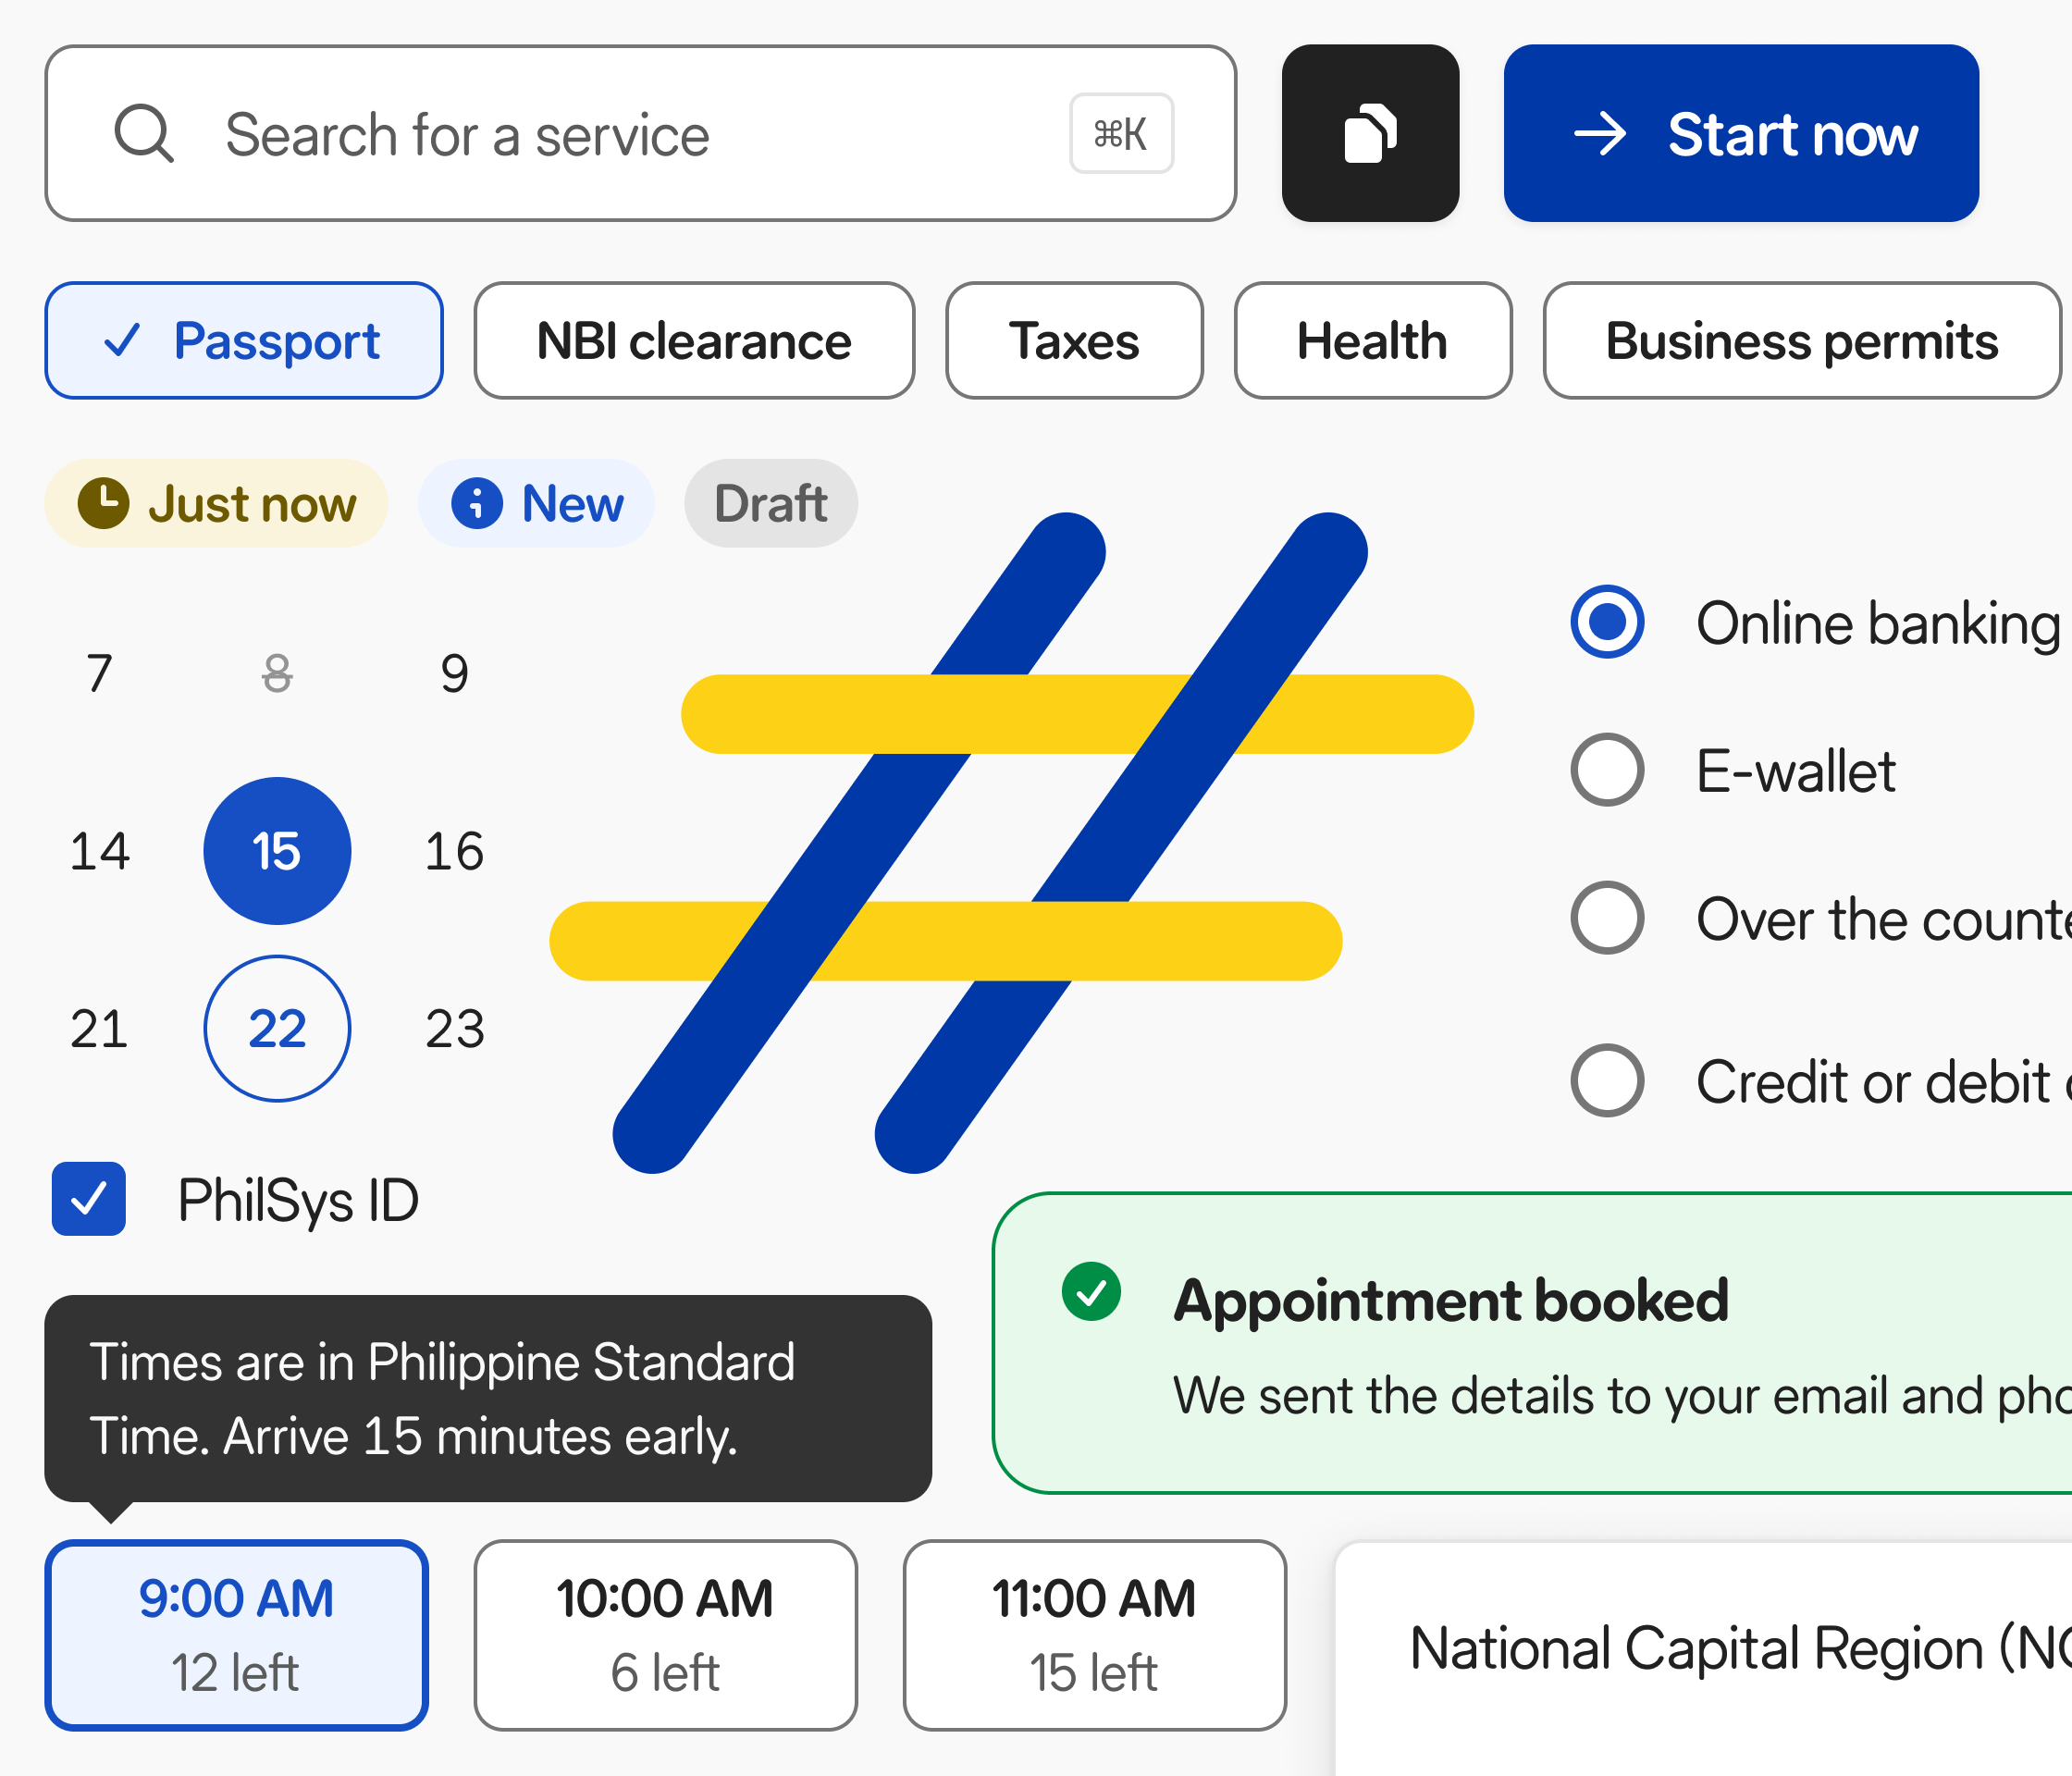 Search for a service
⌘K
Start now
Passport
NBI clearance
Taxes
Health
Business permits
Just now
New
Draft
7 8 9
14 15 16
21 22 23
Online banking
E-wallet
Over the
Credit or debit
PhilSys ID
Times are in Philippine Standard
Time. Arrive 15 minutes early.
Appointment booked
We sent the details to your email and
9:00 AM
12 left
10:00 AM
6 left
11:00 AM
15 left
National Capital Region